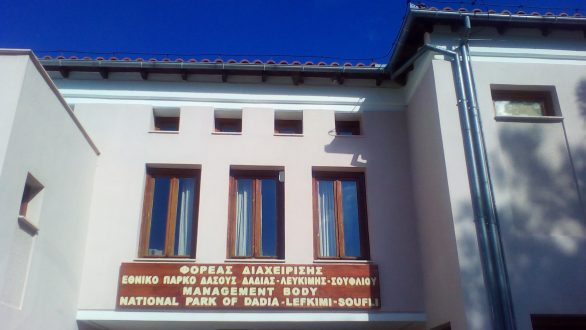 ΦΟΡΕΑΣ ΔΙΑΧΕΙΡΙΣΗΣ
ΕΘΝΙΚΟ ΠΑΡΚΟ ΔΑΣΟΥΣ ΔΑΔΙΑΣ-ΛΕΥΚΙΜΗΣ-ΣΟΥΦΛΙΟΥ
MANAGEMENT BODY
NATIONAL PARK OF DADIA-LEFKIMI-SOUFLI